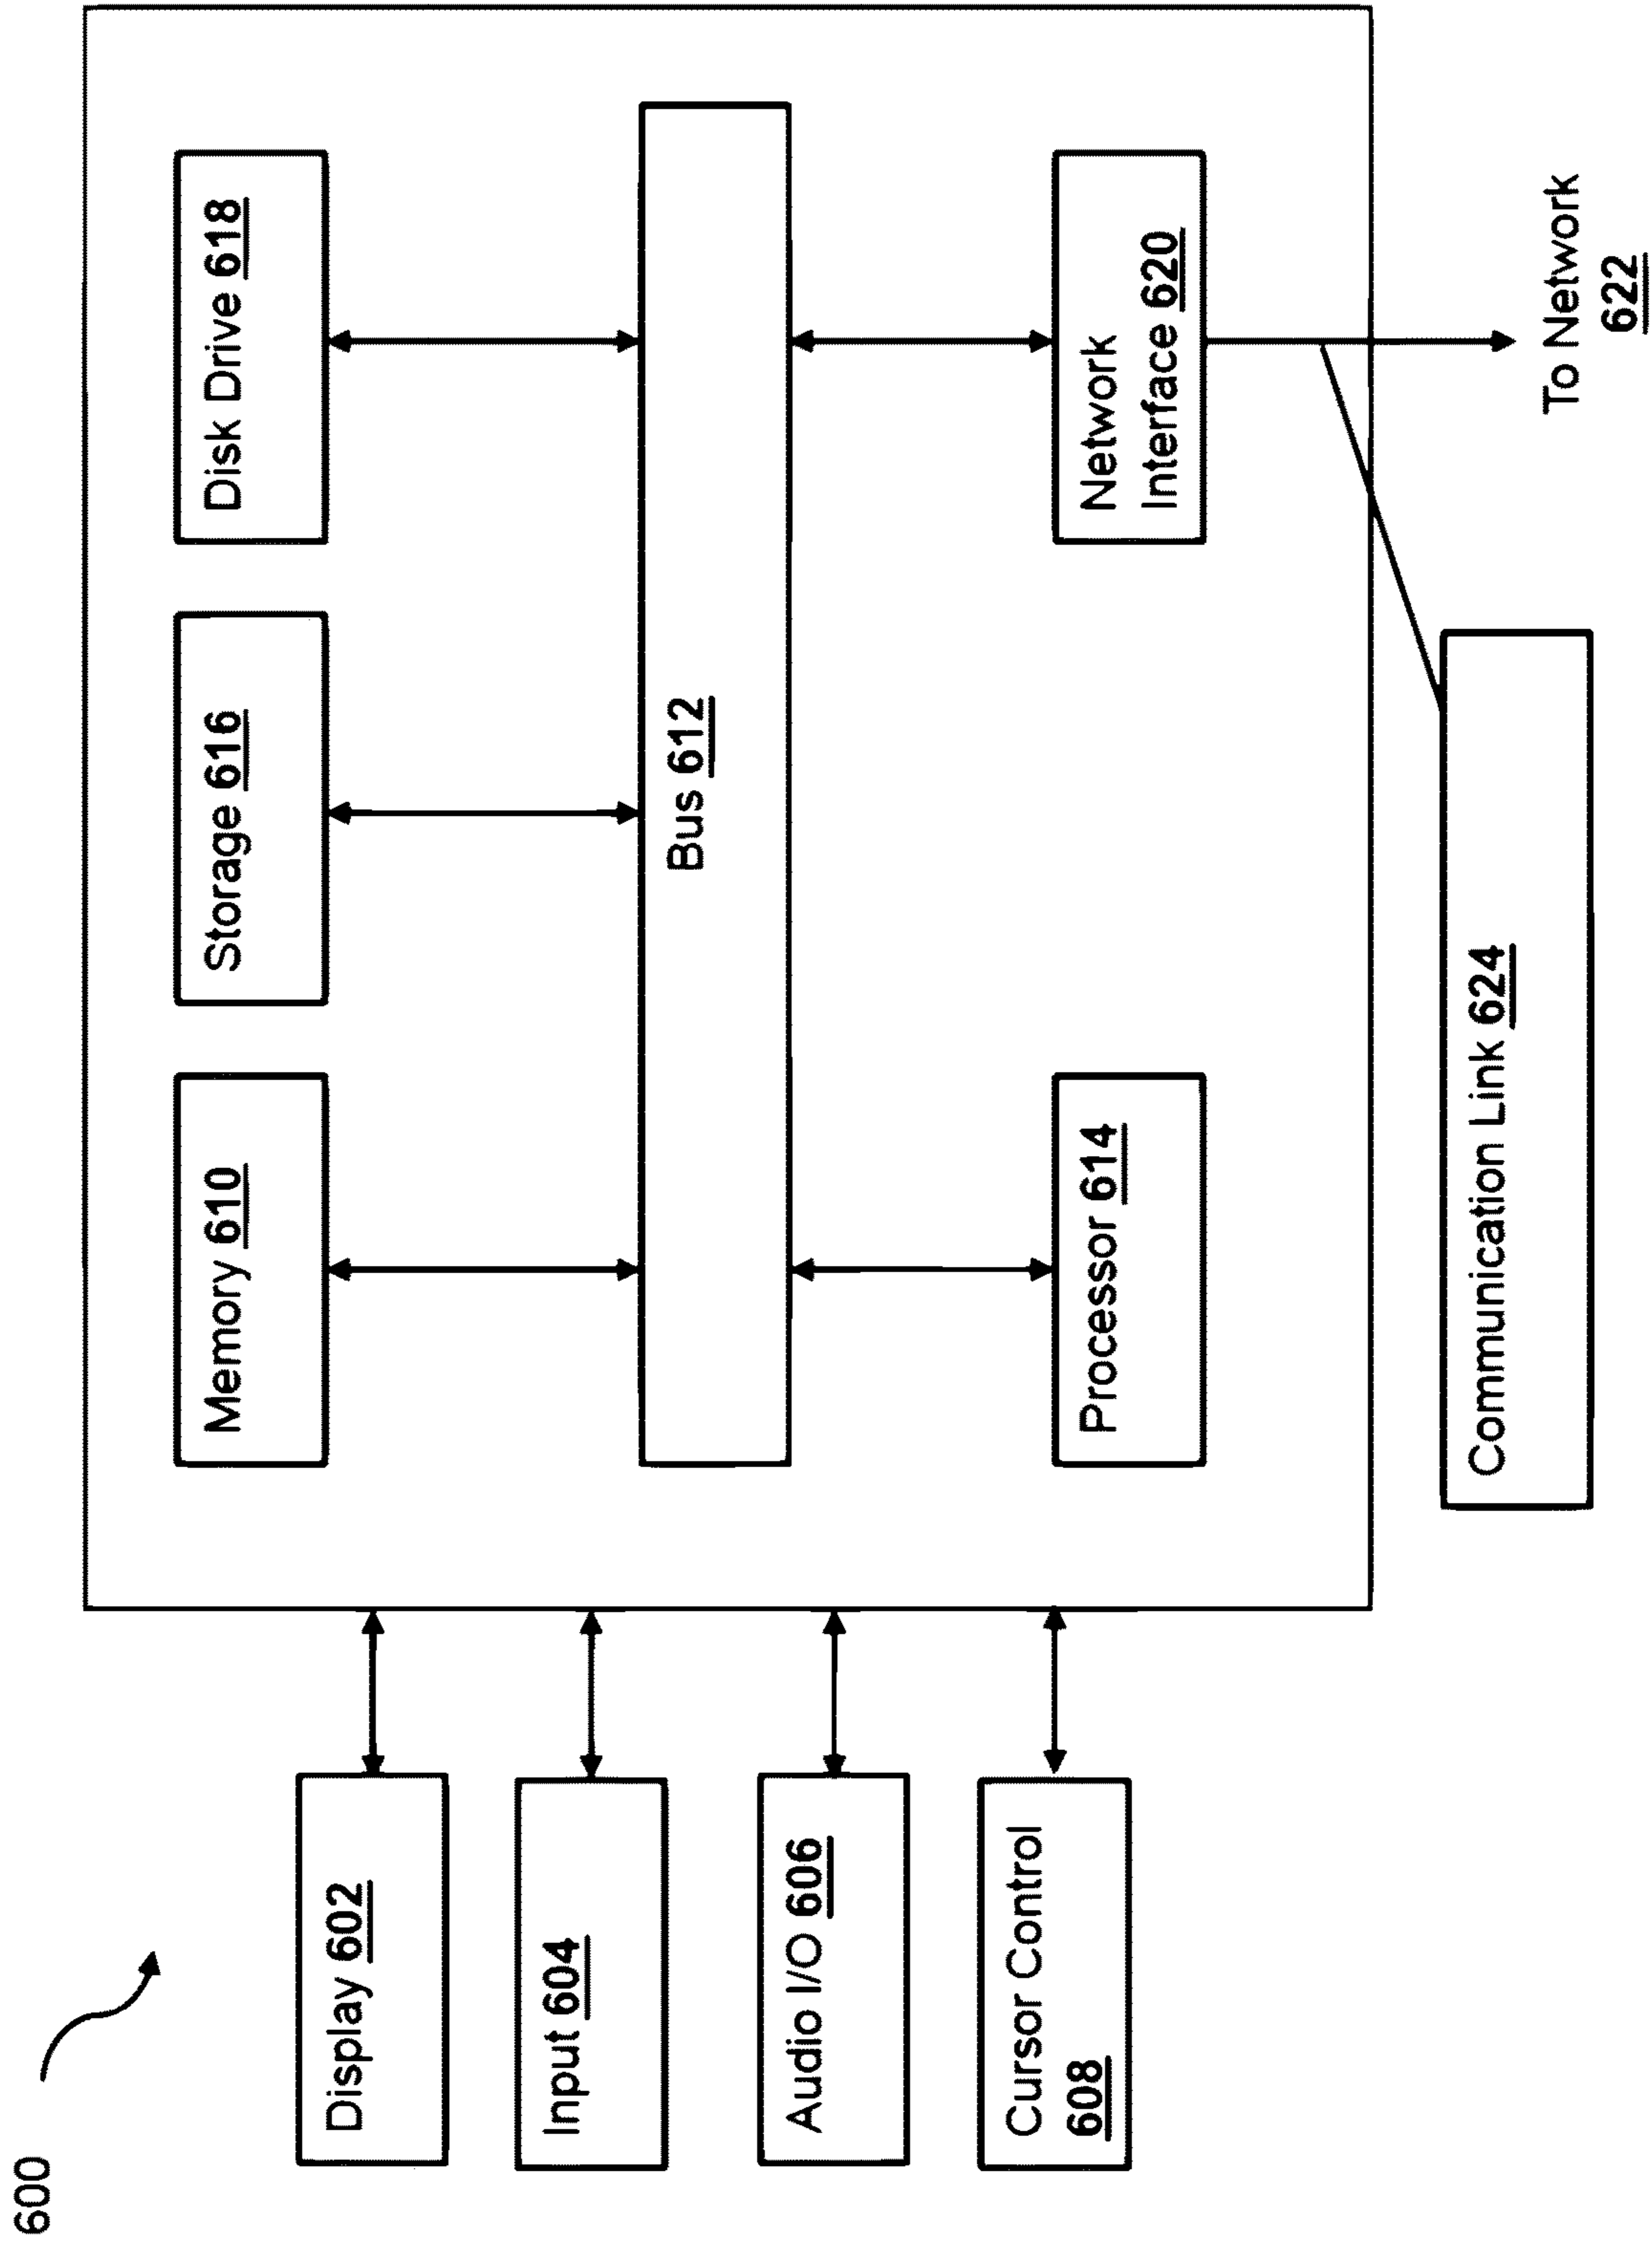 600
Display 602
Input 604
Audio I/O 606
Cursor Control
608
Memory 610
Storage 616
Disk Drive 618
Bus 612
Processor 614
Network
Interface 620
Communication Link 624
To Network
622